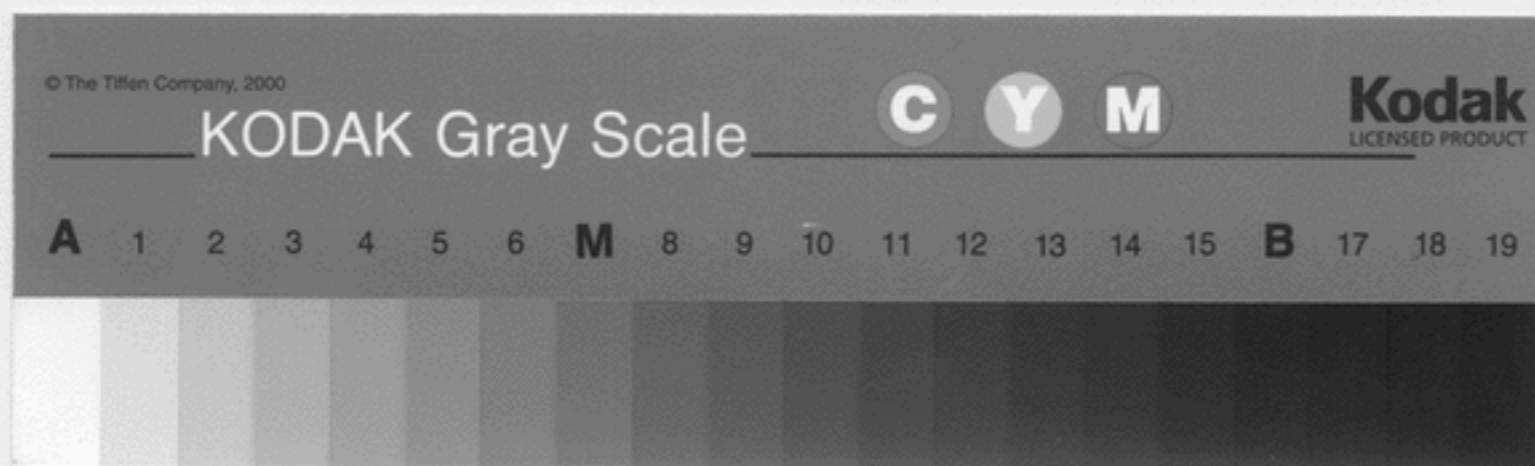 © The Tiffen Company, 2000
KODAK Gray Scale
C Y M
Kodak
LICENSED PRODUCT
A 1 2 3 4 5 6 M 8 9 10 11 12 13 14 15 B 17 18 19